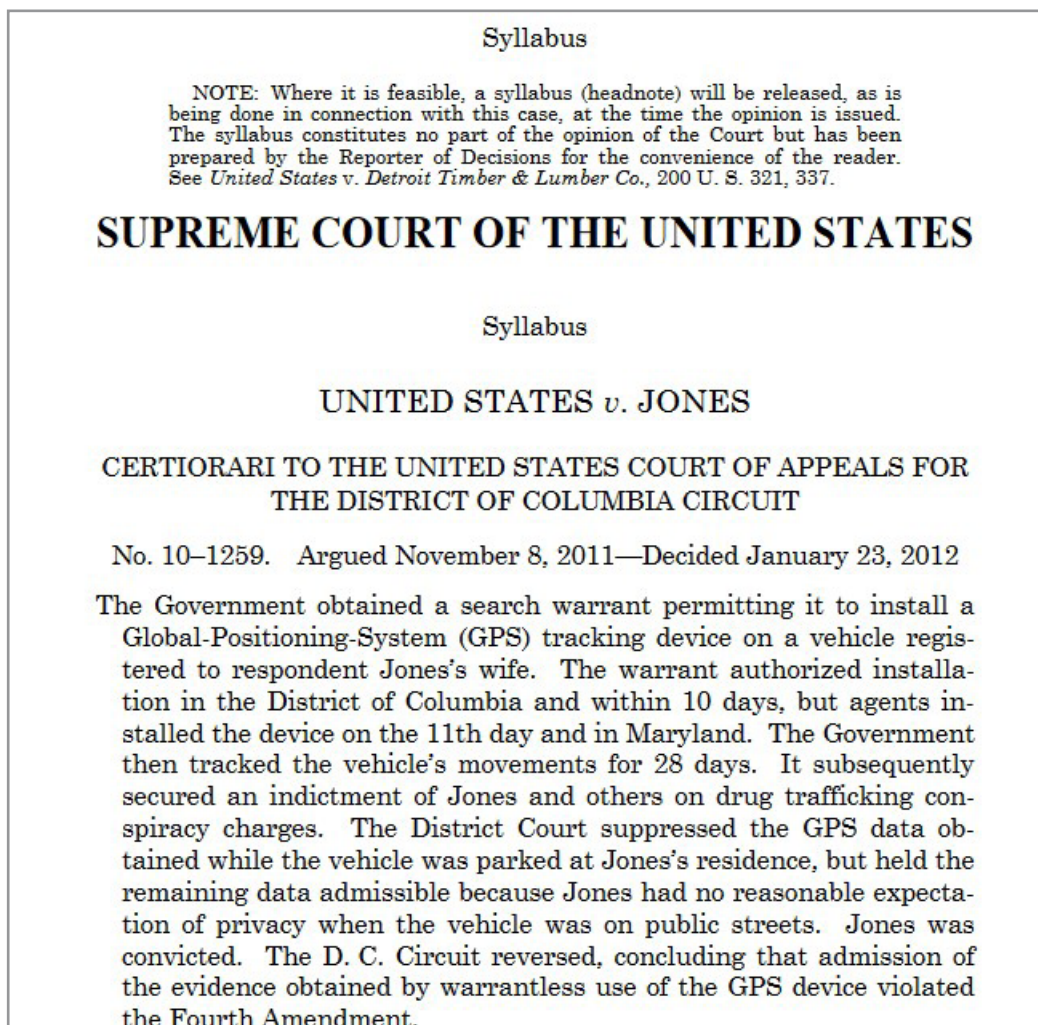 Syllabus
NOTE: Where it is feasible, a syllabus (headnote) will be released, as is
being done in connection with this case, at the time the opinion is issued.
The syllabus constitutes no part of the opinion of the Court but has been
prepared by the Reporter of Decisions for the convenience of the reader.
See United States v. Detroit Timber & Lumber Co., 200 U. S. 321, 337.
SUPREME COURT OF THE UNITED STATES
Syllabus
UNITED STATES v. JONES
CERTIORARI TO THE UNITED STATES COURT OF APPEALS FOR
THE DISTRICT OF COLUMBIA CIRCUIT
No. 10–1259. Argued November 8, 2011—Decided January 23, 2012
The Government obtained a search warrant permitting it to install a
Global-Positioning-System (GPS) tracking device on a vehicle regis-
tered to respondent Jones's wife. The warrant authorized installa-
tion in the District of Columbia and within 10 days, but agents in-
stalled the device on the 11th day and in Maryland. The Government
then tracked the vehicle's movements for 28 days. It subsequently
secured an indictment of Jones and others on drug trafficking con-
spiracy charges. The District Court suppressed the GPS data ob-
tained while the vehicle was parked at Jones's residence, but held the
remaining data admissible because Jones had no reasonable expecta-
tion of privacy when the vehicle was on public streets. Jones was
convicted. The D. C. Circuit reversed, concluding that admission of
the evidence obtained by warrantless use of the GPS device violated
the Fourth Amendment.